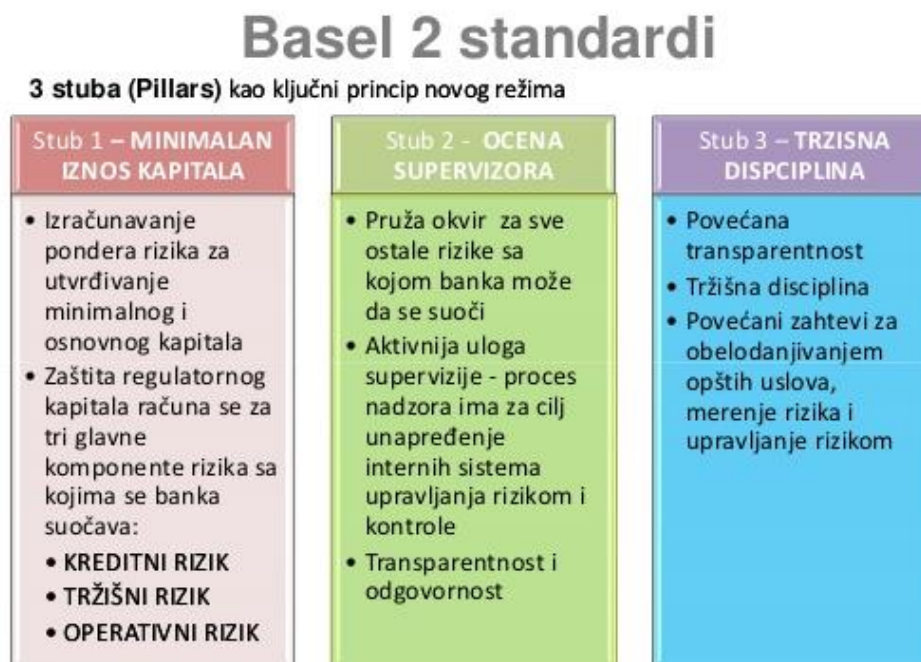 Basel 2 standardi
3 stuba (Pillars) kao ključni princip novog režima
Stub 1 – MINIMALAN
IZNOS KAPITALA
• Izračunavanje
pondera rizika za
utvrđivanje
minimalnog i
osnovnog kapitala
• Zaštita regulatornog
kapitala računa se za
tri glavne
komponente rizika sa
kojima se banka
suočava:
• KREDITNI RIZIK
• TRŽIŠNI RIZIK
• OPERATIVNI RIZIK
Stub 2 - OCENA
SUPERVIZORA
• Pruža okvir za sve
ostale rizike sa
kojom banka može
da se suoči
• Aktivnija uloga
supervizije - proces
nadzora ima za cilj
unapređenje
internih sistema
upravljanja rizikom i
kontrole
• Transparentnost i
odgovornost
Stub 3 – TRZISNA
DISPCIPLINA
• Povećana
transparentnost
• Tržišna disciplina
• Povećani zahtevi za
obelodanjivanjem
opštih uslova,
merenje rizika i
upravljanje rizikom